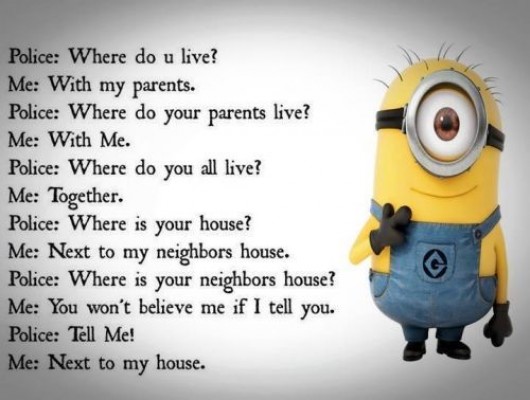 Police: Where do u live?
Me: With my parents.
Police: Where do your parents live?
Me: With Me.
Police: Where do you all live?
Me: Together.
Police: Where is your house?
Me: Next to my neighbors house.
Police: Where is your neighbors house?
Me: You won't believe me if I tell you.
Police: Tell Me!
Me: Next to my house.